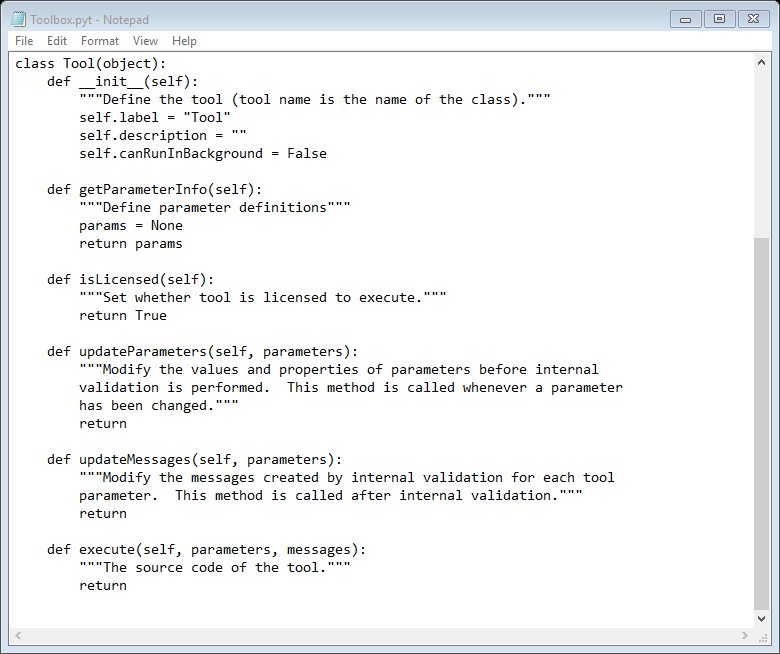 Toolbox.pyt - Notepad
File Edit Format View Help
class Tool(object):
    def __init__(self):
        """Define the tool (tool name is the name of the class)."""
        self.label = "Tool"
        self.description = ""
        self.canRunInBackground = False

    def getParameterInfo(self):
        """Define parameter definitions"""
        params = None
        return params

    def isLicensed(self):
        """Set whether tool is licensed to execute."""
        return True

    def updateParameters(self, parameters):
        """Modify the values and properties of parameters before internal
        validation is performed.  This method is called whenever a parameter
        has been changed."""
        return

    def updateMessages(self, parameters):
        """Modify the messages created by internal validation for each tool
        parameter.  This method is called after internal validation."""
        return

    def execute(self, parameters, messages):
        """The source code of the tool."""
        return